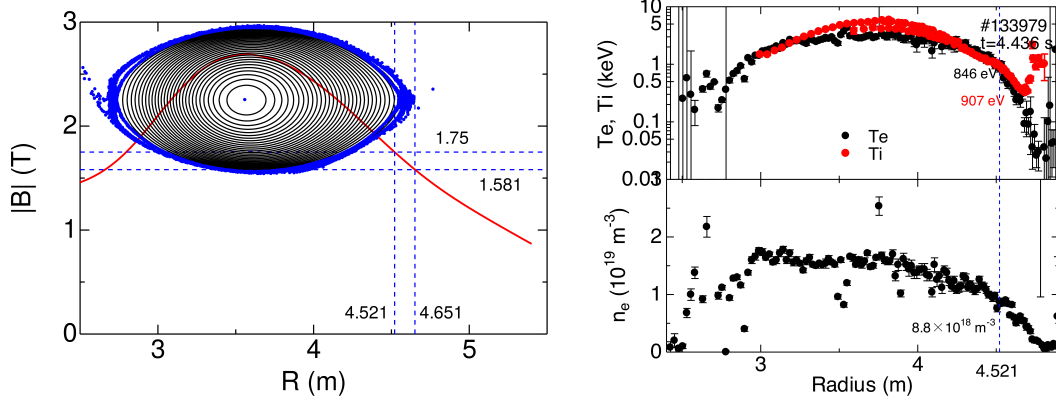 3
2
1
0
|B| (T)
1.75
1.581
4.521
4.651
3
4
5
R (m)
10
5
1
0.5
0.1
0.05
0.01
Te, Ti (keV)
#133979
t=4.436 s
846 eV
907 eV
Te
Ti
3
2
1
0
nₑ (10¹⁹ m⁻³)
8.8×10¹⁸ m⁻³
3
4
4.521
Radius (m)